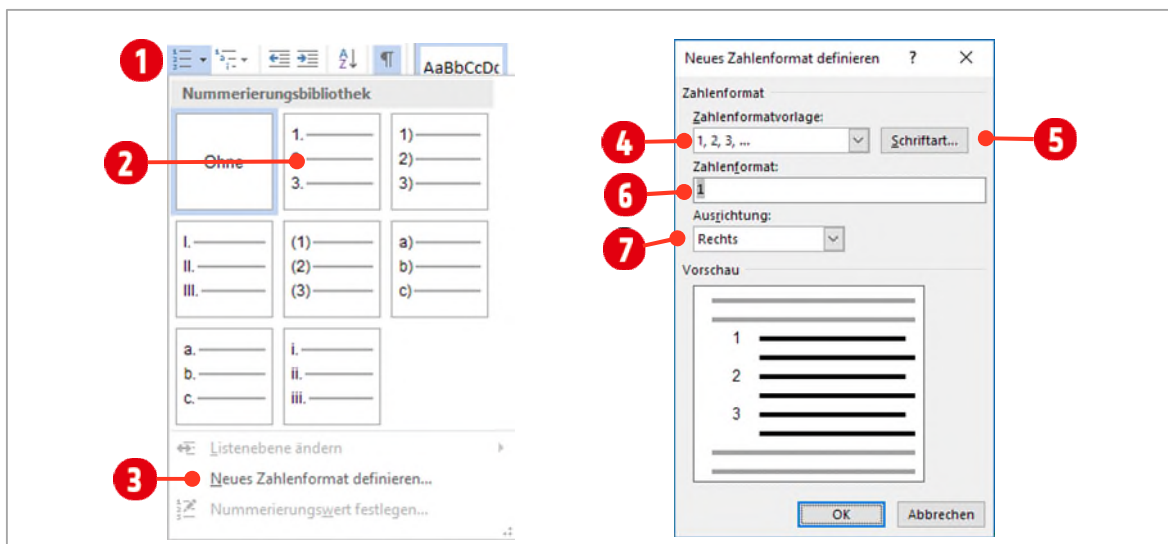 1
AaBbCcDc
Nummerierungsbibliothek
Ohne
1.
3.
1)
2)
3)
2
I.
II.
III.
(1)
(2)
(3)
a)
b)
c)
a.
b.
c.
i.
ii.
iii.
Listenebene ändern
3
Neues Zahlenformat definieren...
Nummerierungswert festlegen...
Neues Zahlenformat definieren ? ×
Zahlenformat
Zahlenformatvorlage:
4
1, 2, 3, ...
Schriftart...
5
Zahlenformat:
6
1
Ausrichtung:
7
Rechts
Vorschau
1
2
3
OK
Abbrechen